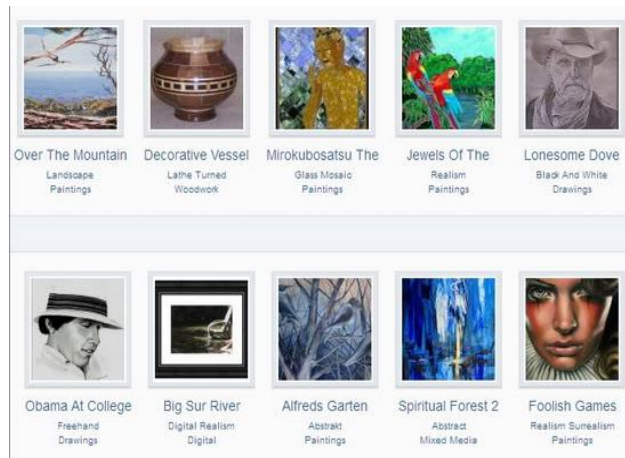 Over The Mountain
Landscape
Paintings
Decorative Vessel
Lathe Turned
Woodwork
Mirokubosatsu The
Glass Mosaic
Paintings
Jewels Of The
Realism
Paintings
Lonesome Dove
Black And White
Drawings
Obama At College
Freehand
Drawings
Big Sur River
Digital Realism
Digital
Alfreds Garten
Abstrakt
Paintings
Spiritual Forest 2
Abstract
Mixed Media
Foolish Games
Realism Surrealism
Paintings